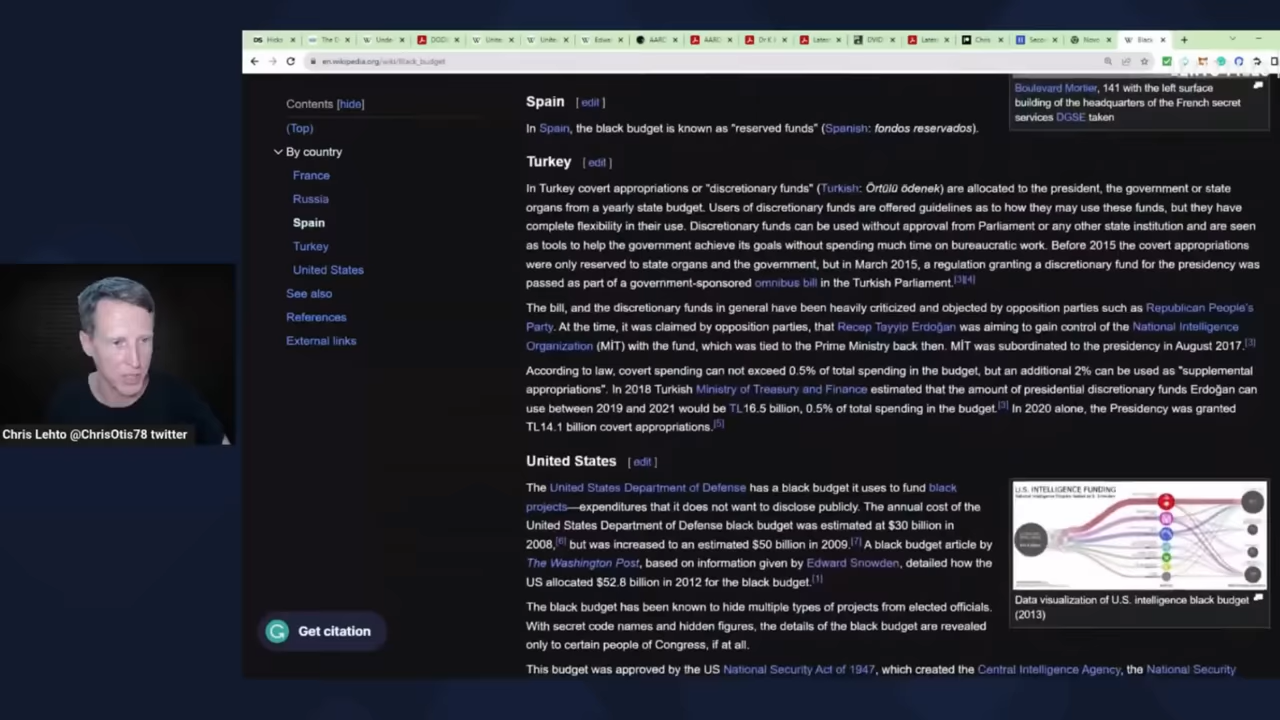 Hicks
The D
Unide
DOD
Unite
Unite
Edwa
AARC
AARC
Dr E
Latest
DVID
Latest
Chris
Seco
Nove
Black
en.wikipedia.org/wiki/Black_budget
Contents [hide]
(Top)
By country
France
Russia
Spain
Turkey
United States
See also
References
External links
Get citation
Chris Lehto @ChrisOtis78 twitter
Boulevard Mortier, 141 with the left surface
building of the headquarters of the French secret
services DGSE taken
Spain [edit]
In Spain, the black budget is known as "reserved funds" (Spanish: fondos reservados).
Turkey [edit]
In Turkey covert appropriations or "discretionary funds" (Turkish: Örtülü ödenek) are allocated to the president, the government or state
organs from a yearly state budget. Users of discretionary funds are offered guidelines as to how they may use these funds, but they have
complete flexibility in their use. Discretionary funds can be used without approval from Parliament or any other state institution and are seen
as tools to help the government achieve its goals without spending much time on bureaucratic work. Before 2015 the covert appropriations
were only reserved to state organs and the government, but in March 2015, a regulation granting a discretionary fund for the presidency was
passed as part of a government-sponsored omnibus bill in the Turkish Parliament.[3][4]
The bill, and the discretionary funds in general have been heavily criticized and objected by opposition parties such as Republican People's
Party. At the time, it was claimed by opposition parties, that Recep Tayyip Erdoğan was aiming to gain control of the National Intelligence
Organization (MİT) with the fund, which was tied to the Prime Ministry back then. MİT was subordinated to the presidency in August 2017.[3]
According to law, covert spending can not exceed 0.5% of total spending in the budget, but an additional 2% can be used as "supplemental
appropriations". In 2018 Turkish Ministry of Treasury and Finance estimated that the amount of presidential discretionary funds Erdoğan can
use between 2019 and 2021 would be TL16.5 billion, 0.5% of total spending in the budget.[3] In 2020 alone, the Presidency was granted
TL14.1 billion covert appropriations.[5]
United States [edit]
The United States Department of Defense has a black budget it uses to fund black
projects—expenditures that it does not want to disclose publicly. The annual cost of the
United States Department of Defense black budget was estimated at $30 billion in
2008,[6] but was increased to an estimated $50 billion in 2009.[7] A black budget article by
The Washington Post, based on information given by Edward Snowden, detailed how the
US allocated $52.8 billion in 2012 for the black budget.[1]
The black budget has been known to hide multiple types of projects from elected officials.
With secret code names and hidden figures, the details of the black budget are revealed
only to certain people of Congress, if at all.
This budget was approved by the US National Security Act of 1947, which created the Central Intelligence Agency, the National Security
U.S. INTELLIGENCE FUNDING
Data visualization of U.S. intelligence black budget
(2013)